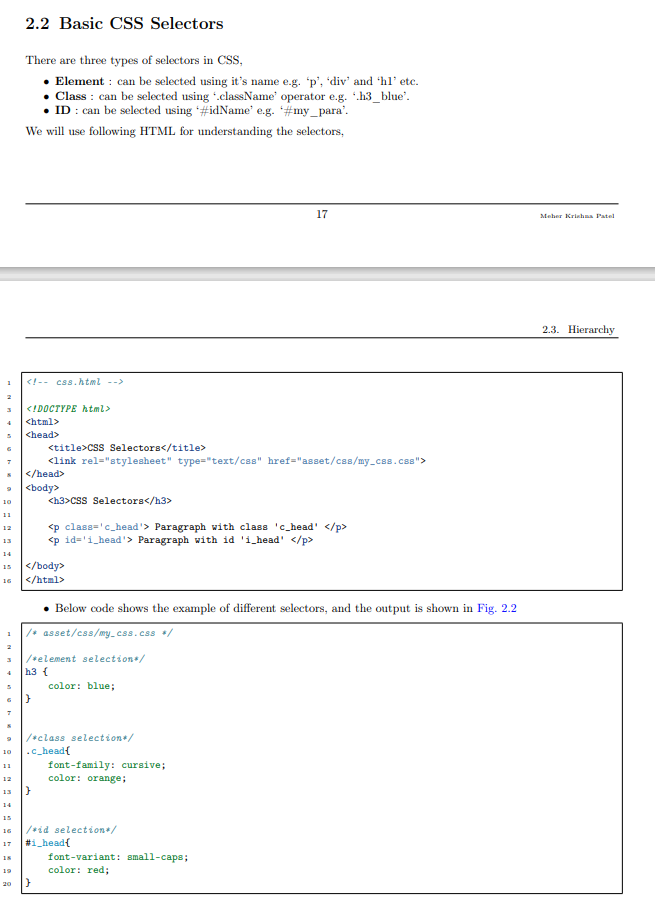 2.2 Basic CSS Selectors
There are three types of selectors in CSS,
• Element : can be selected using it's name e.g. 'p', 'div' and 'h1' etc.
• Class : can be selected using '.className' operator e.g. '.h3_blue'.
• ID : can be selected using '#idName' e.g. '#my_para'.
We will use following HTML for understanding the selectors,
17 Meher Krishna Patel
2.3. Hierarchy
1 <!-- css.html -->
2
3 <!DOCTYPE html>
4 <html>
5 <head>
6 <title>CSS Selectors</title>
7 <link rel="stylesheet" type="text/css" href="asset/css/my_css.css">
8 </head>
9 <body>
10 <h3>CSS Selectors</h3>
11
12 <p class='c_head'> Paragraph with class 'c_head' </p>
13 <p id='i_head'> Paragraph with id 'i_head' </p>
14
15 </body>
16 </html>
• Below code shows the example of different selectors, and the output is shown in Fig. 2.2
1 /* asset/css/my_css.css */
2
3 /*element selection*/
4 h3 {
5 color: blue;
6 }
7
8
9 /*class selection*/
10 .c_head{
11 font-family: cursive;
12 color: orange;
13 }
14
15
16 /*id selection*/
17 #i_head{
18 font-variant: small-caps;
19 color: red;
20 }